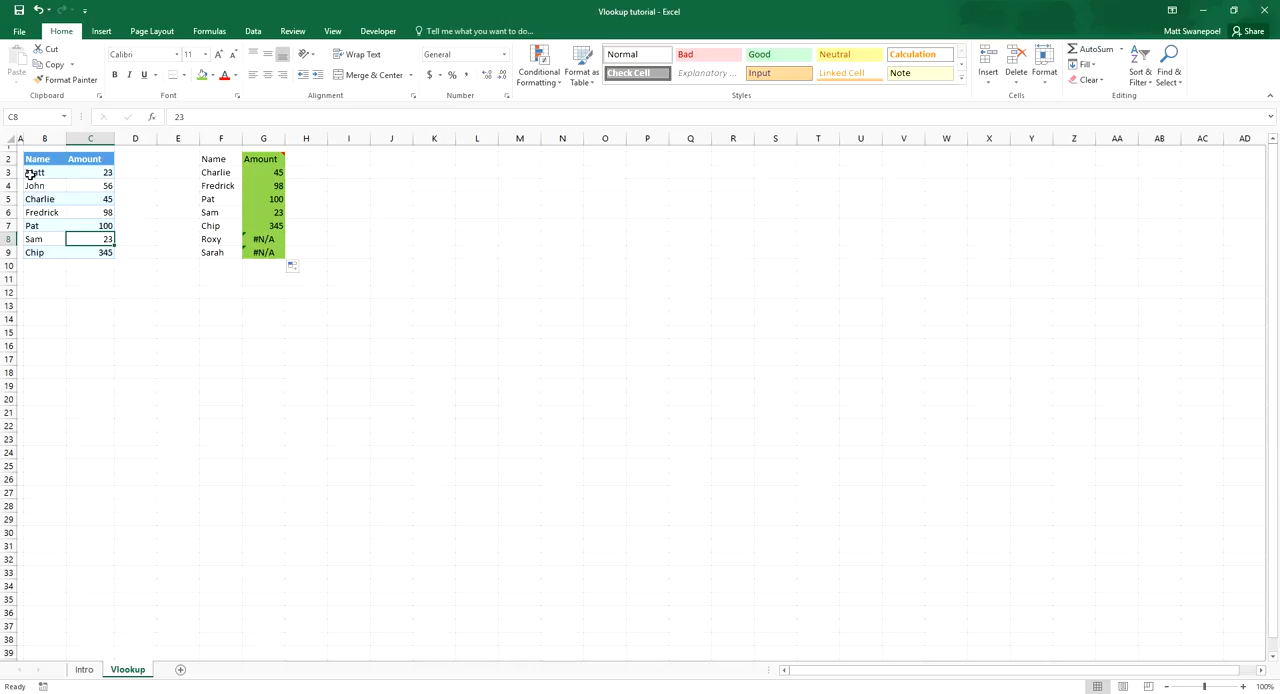 Vlookup tutorial - Excel
File Home Insert Page Layout Formulas Data Review View Developer Tell me what you want to do... Matt Swanepoel Share
Paste Cut Copy Format Painter Clipboard
Calibri 11 A A B I U A Font
Wrap Text Merge & Center Alignment
General $ % , Number
Conditional Formatting Format as Table
Normal Bad Good Neutral Calculation
Check Cell Explanatory ... Input Linked Cell Note
Styles
Insert Delete Format Cells
AutoSum Fill Clear Sort & Filter Find & Select Editing
C8 fx 23
A B C D E F G H I J K L M N O P Q R S T U V W X Y Z AA AB AC AD
1
2 Name Amount Name Amount
3 Matt 23 Charlie 45
4 John 56 Fredrick 98
5 Charlie 45 Pat 100
6 Fredrick 98 Sam 23
7 Pat 100 Chip 345
8 Sam 23 Roxy #N/A
9 Chip 345 Sarah #N/A
10
11
12
13
14
15
16
17
18
19
20
21
22
23
24
25
26
27
28
29
30
31
32
33
34
35
36
37
38
39
Intro Vlookup
Ready 100%